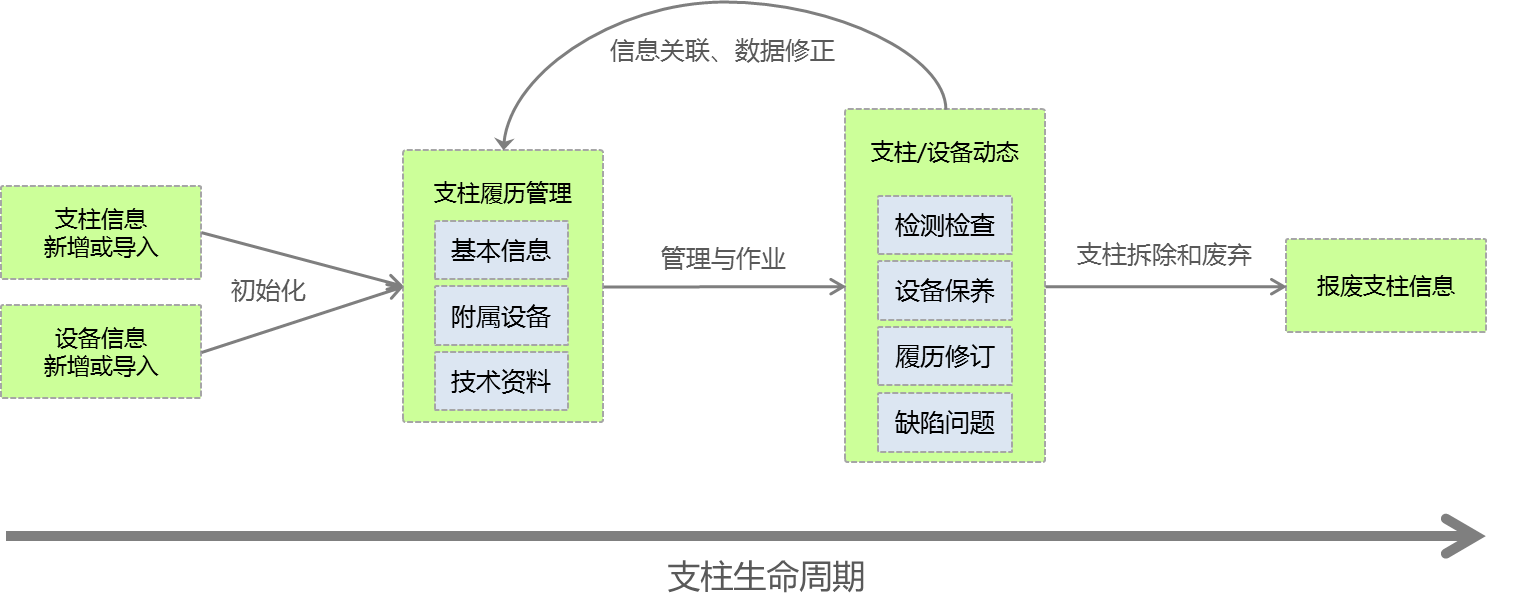 信息关联、数据修正
支柱信息
新增或导入
设备信息
新增或导入
初始化
支柱履历管理
基本信息
附属设备
技术资料
管理与作业
支柱/设备动态
检测检查
设备保养
履历修订
缺陷问题
支柱拆除和废弃
报废支柱信息
支柱生命周期